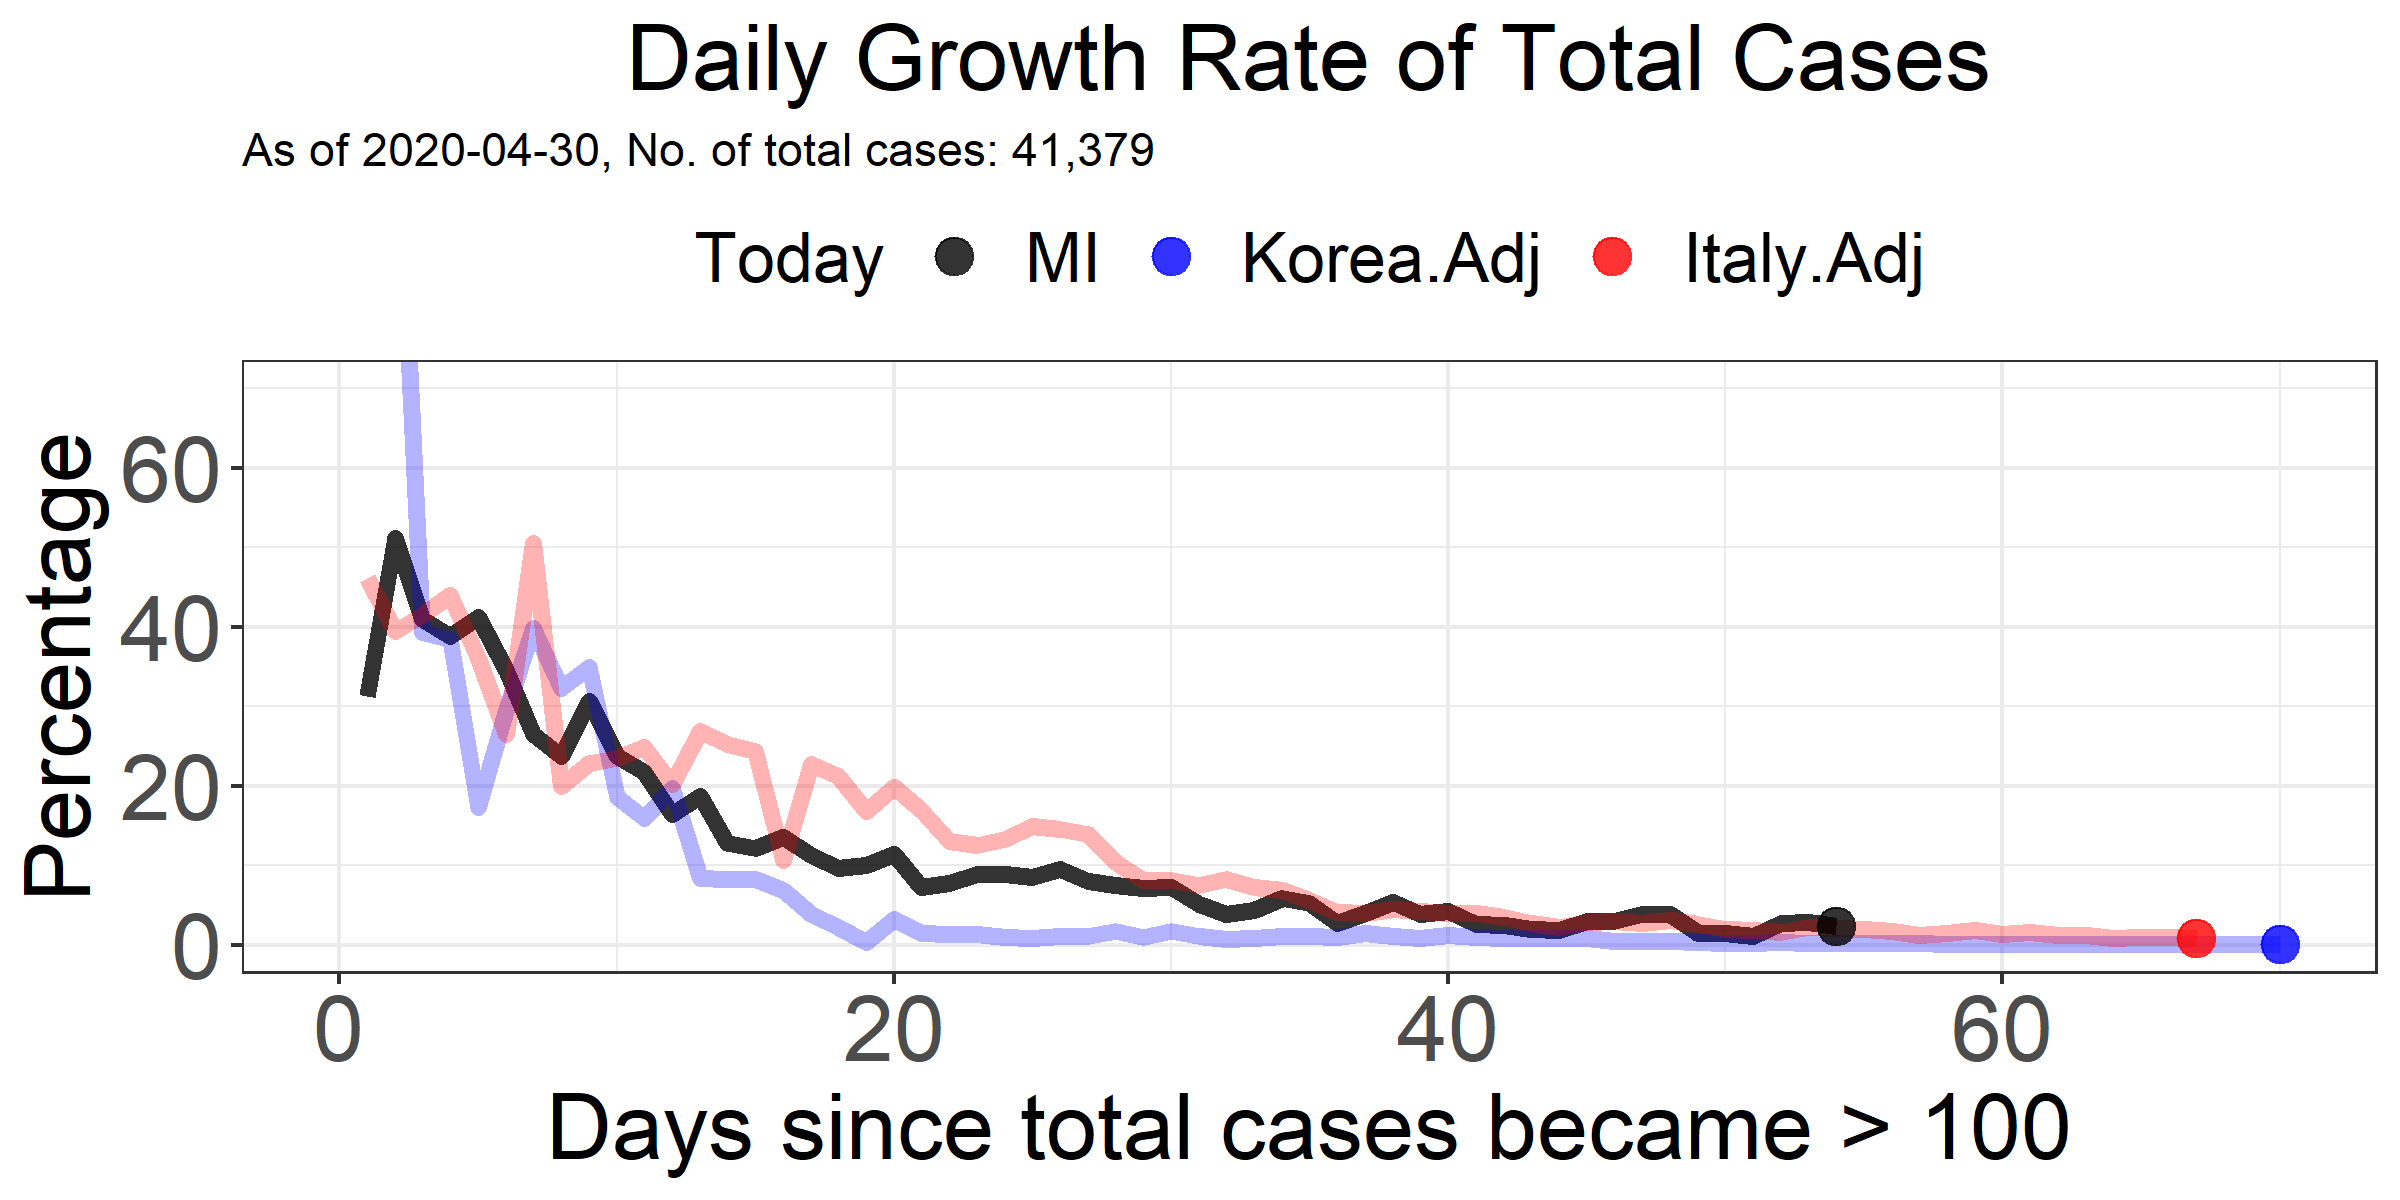 Daily Growth Rate of Total Cases
As of 2020-04-30, No. of total cases: 41,379
Today MI Korea.Adj Italy.Adj
Percentage
60
40
20
0
0 20 40 60
Days since total cases became > 100